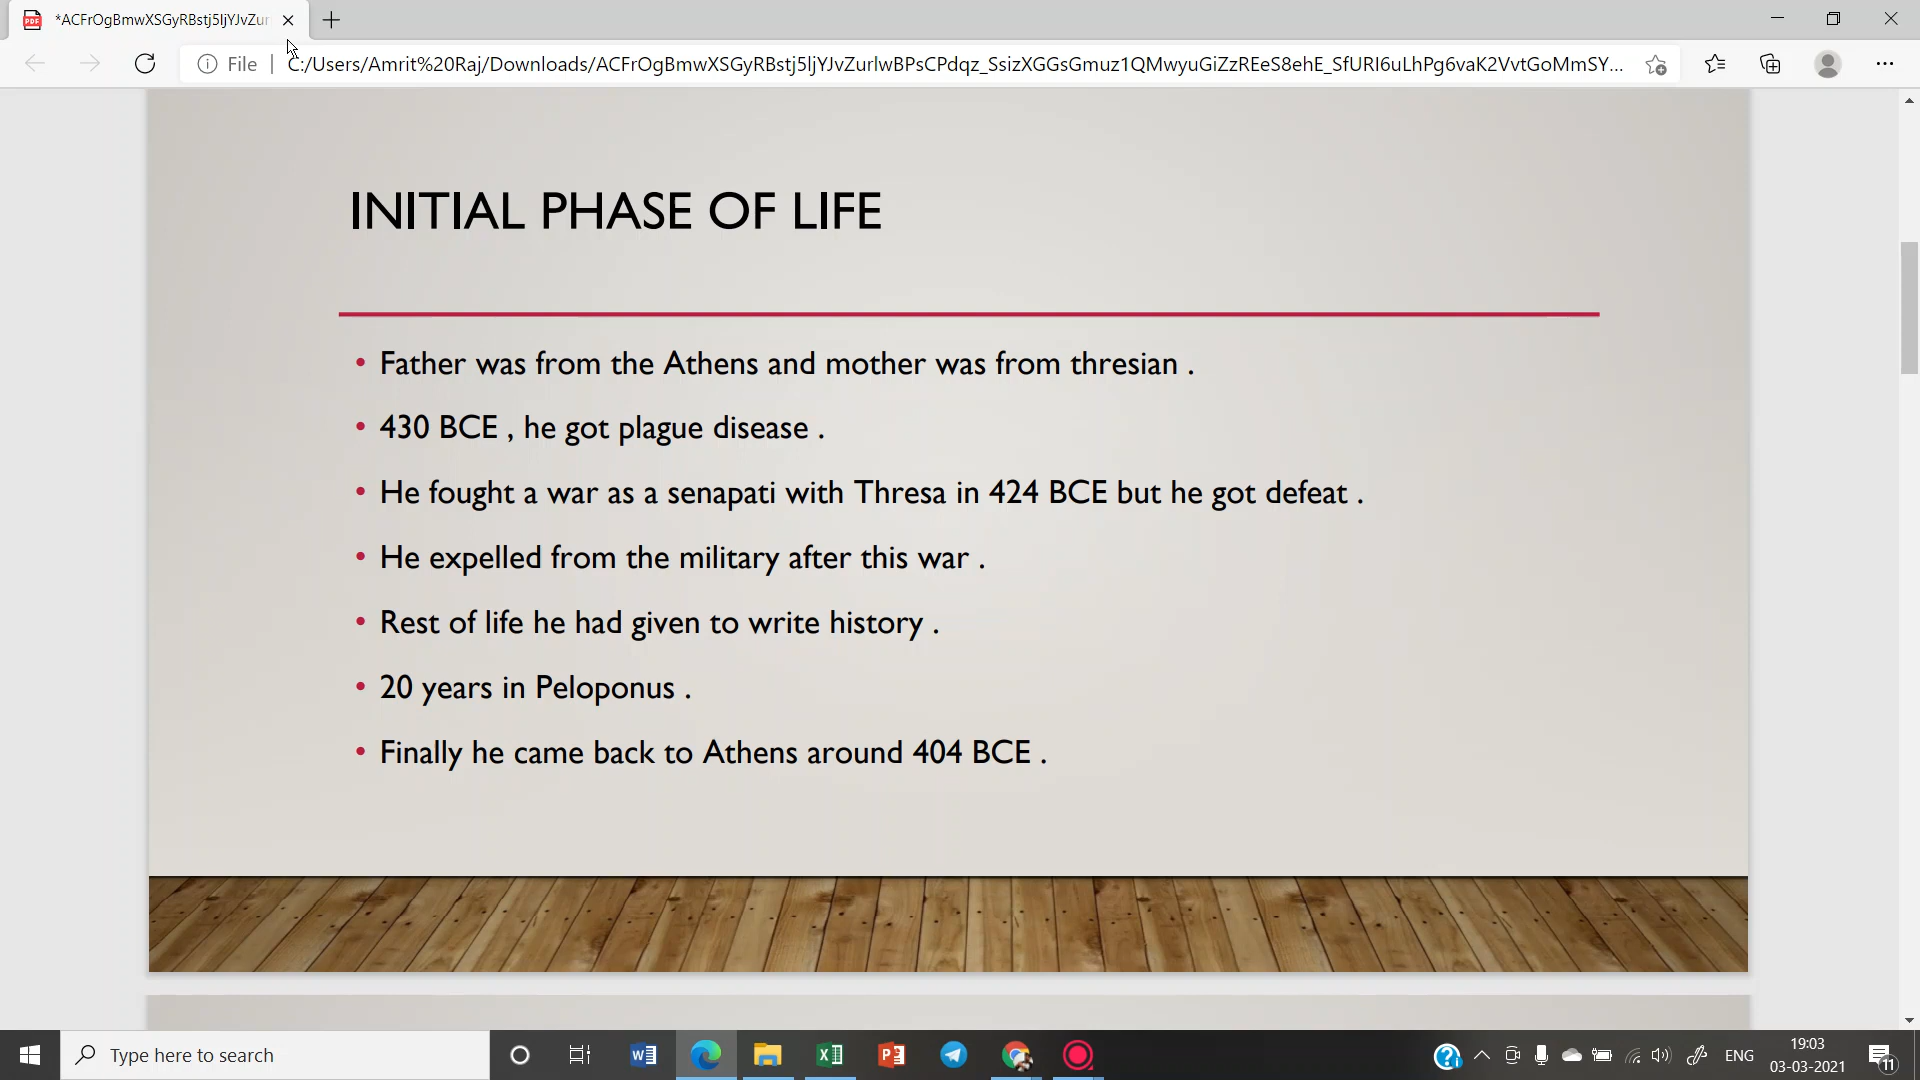 *ACFrOgBmwXSGyRBstj5IjYJvZur
File
C:/Users/Amrit%20Raj/Downloads/ACFrOgBmwXSGyRBstj5IjYJvZurlwBPsCPdqz_SsizXGGsGmuz1QMwyuGiZzREeS8ehE_SfURI6uLhPg6vaK2VvtGoMmSY...
INITIAL PHASE OF LIFE
• Father was from the Athens and mother was from thresian .
• 430 BCE , he got plague disease .
• He fought a war as a senapati with Thresa in 424 BCE but he got defeat .
• He expelled from the military after this war .
• Rest of life he had given to write history .
• 20 years in Peloponus .
• Finally he came back to Athens around 404 BCE .
Type here to search
ENG
19:03
03-03-2021
11